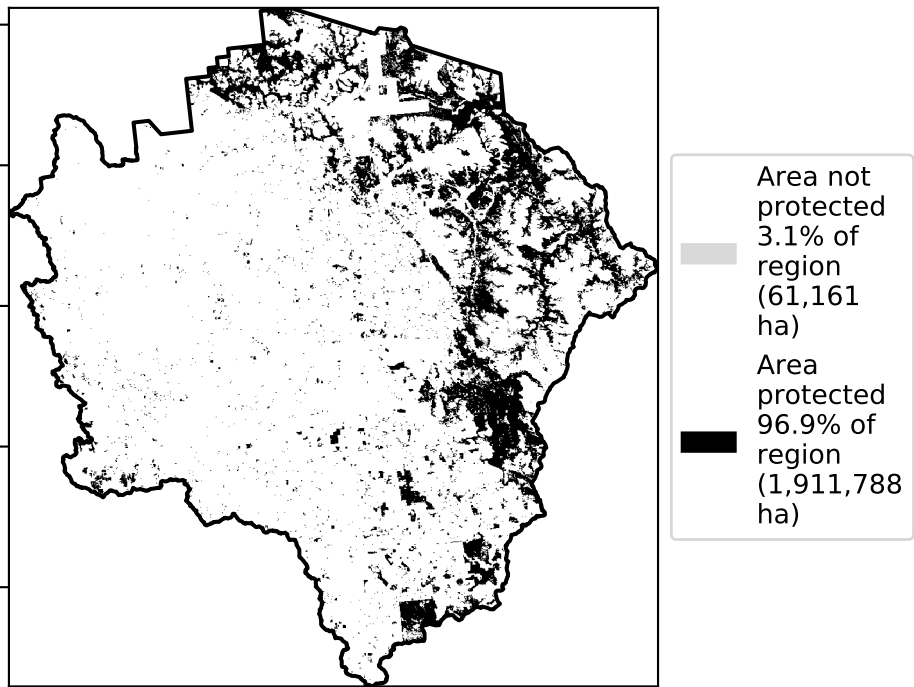 Area not
protected
3.1% of
region
(61,161
ha)
Area
protected
96.9% of
region
(1,911,788
ha)